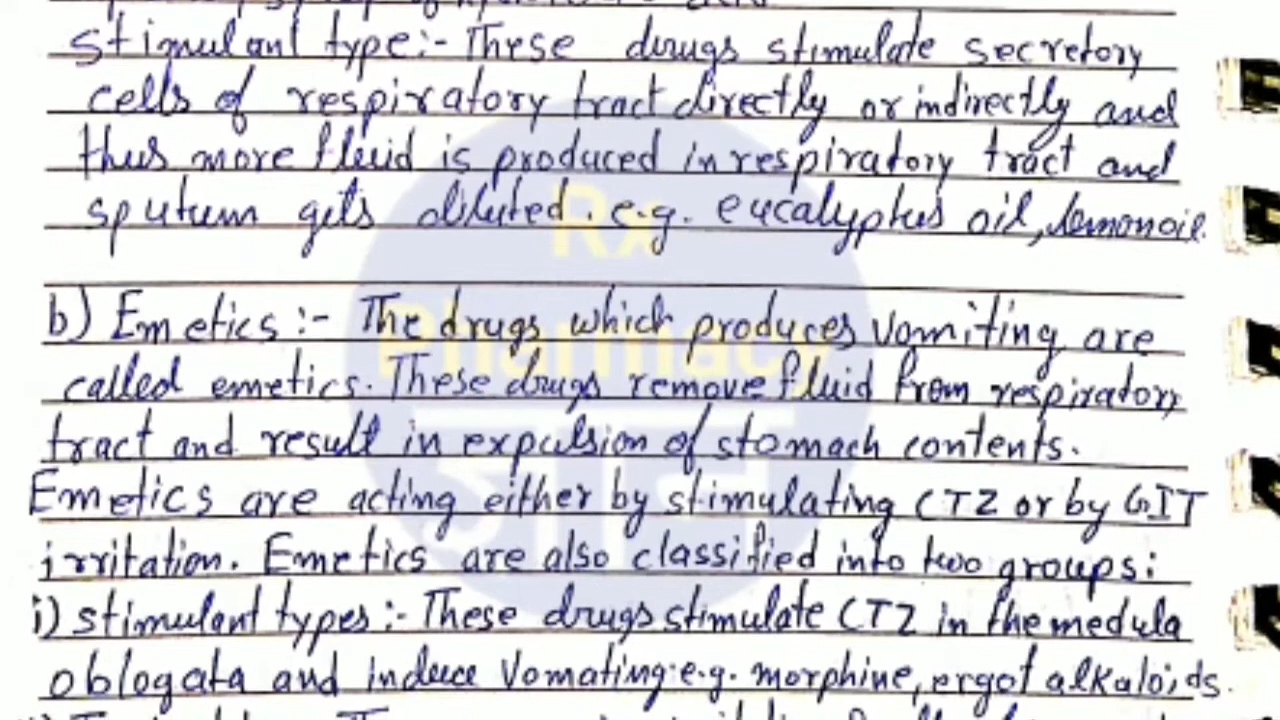 stimulant type:- These drugs stimulate secretory
cells of respiratory tract directly or indirectly and
thus more fluid is produced in respiratory tract and
sputum gets diluted. e.g. eucalyptus oil, lemon oil.
b) Emetics :- The drugs which produces vomiting are
called emetics. These drugs remove fluid from respiratory
tract and result in expulsion of stomach contents.
Emetics are acting either by stimulating CTZ or by GIT
irritation. Emetics are also classified into two groups:
i) stimulant types :- These drugs stimulate CTZ in the medula
oblogata and induce vomating e.g. morphine, ergot alkaloids.
Rx
Pharmacy
ज्ञान